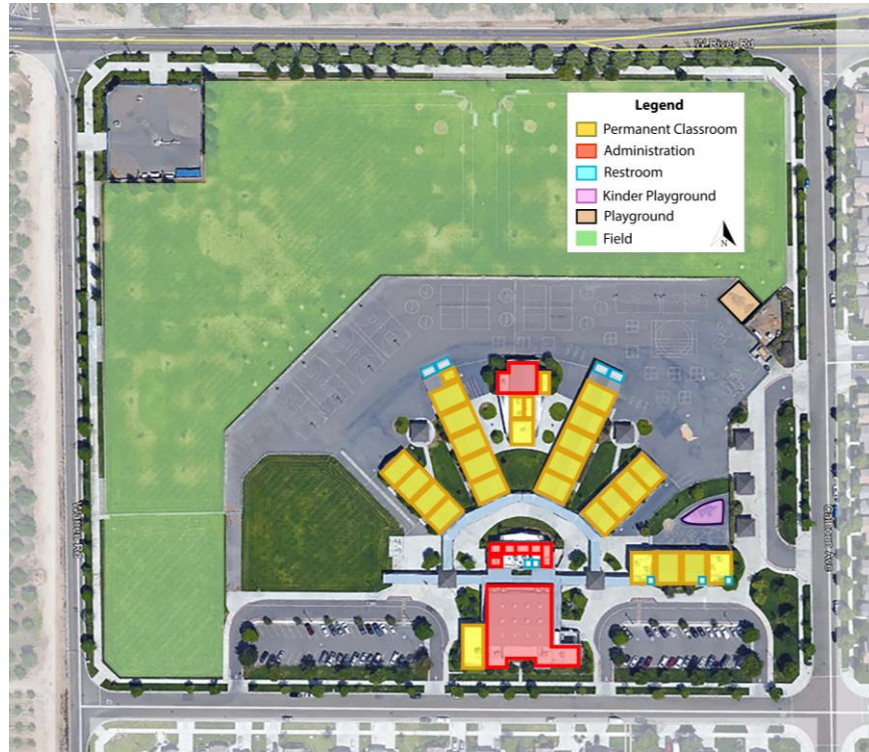 W River Rd
Legend
Permanent Classroom
Administration
Restroom
Kinder Playground
Playground
Field
N